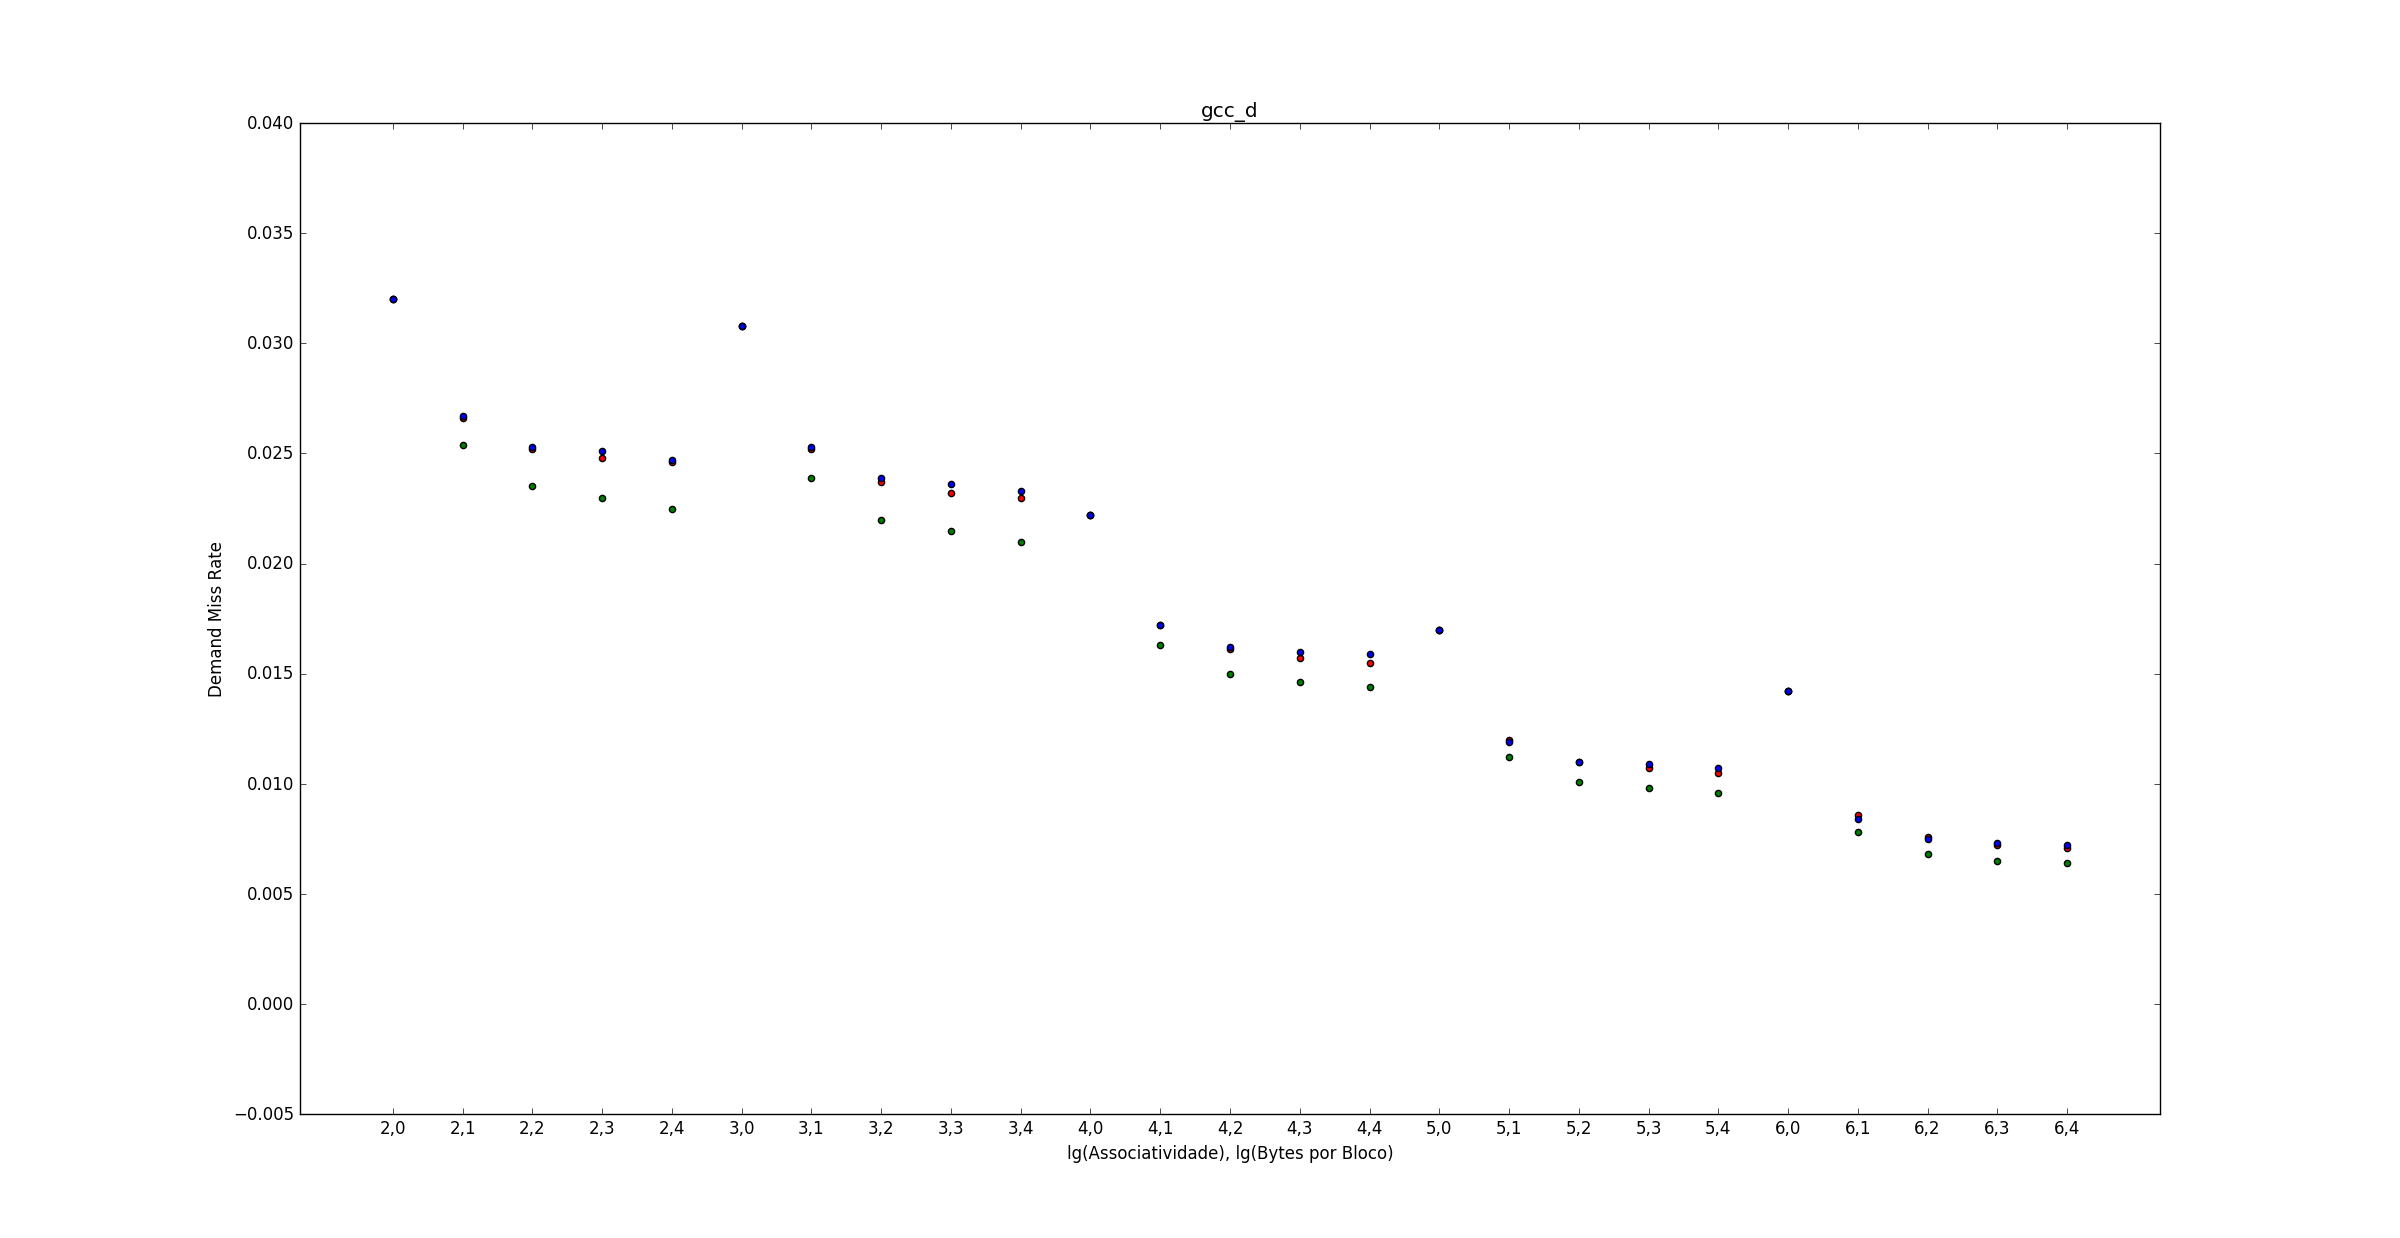 gcc_d
0.040
0.035
0.030
0.025
0.020
0.015
0.010
0.005
0.000
−0.005
Demand Miss Rate
2,0 2,1 2,2 2,3 2,4 3,0 3,1 3,2 3,3 3,4 4,0 4,1 4,2 4,3 4,4 5,0 5,1 5,2 5,3 5,4 6,0 6,1 6,2 6,3 6,4
lg(Associatividade), lg(Bytes por Bloco)